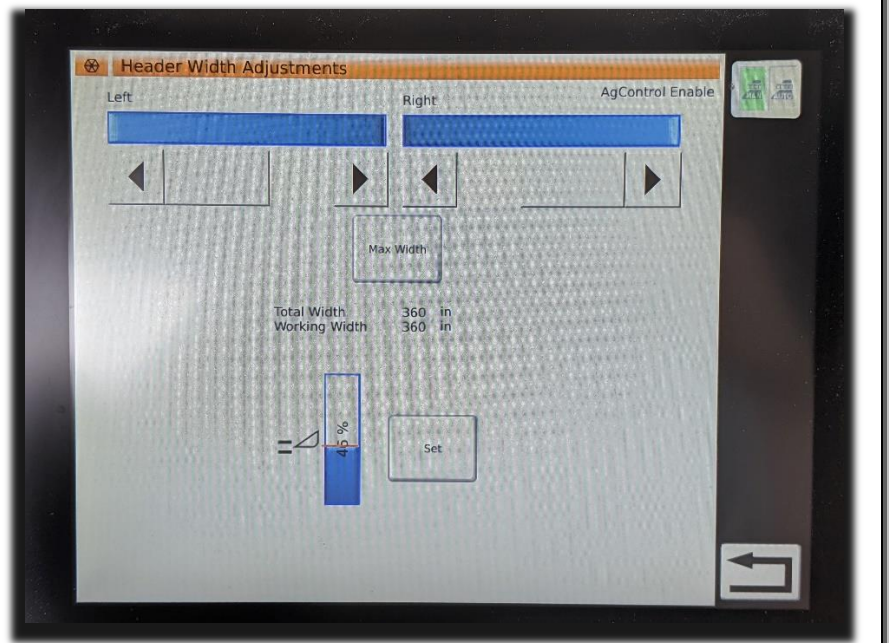 Header Width Adjustments
Left
Right
AgControl Enable
Max Width
Total Width 360 in
Working Width 360 in
46 %
Set
AUTO